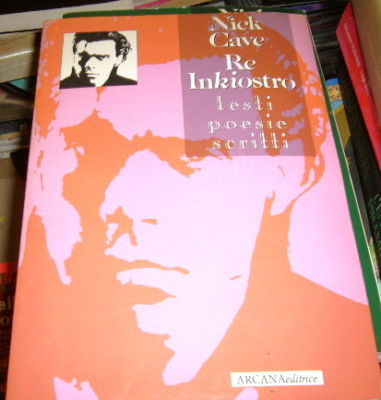 Nick
Cave
Re
Inkiostro
testi
poesie
scritti
ARCANAeditrice